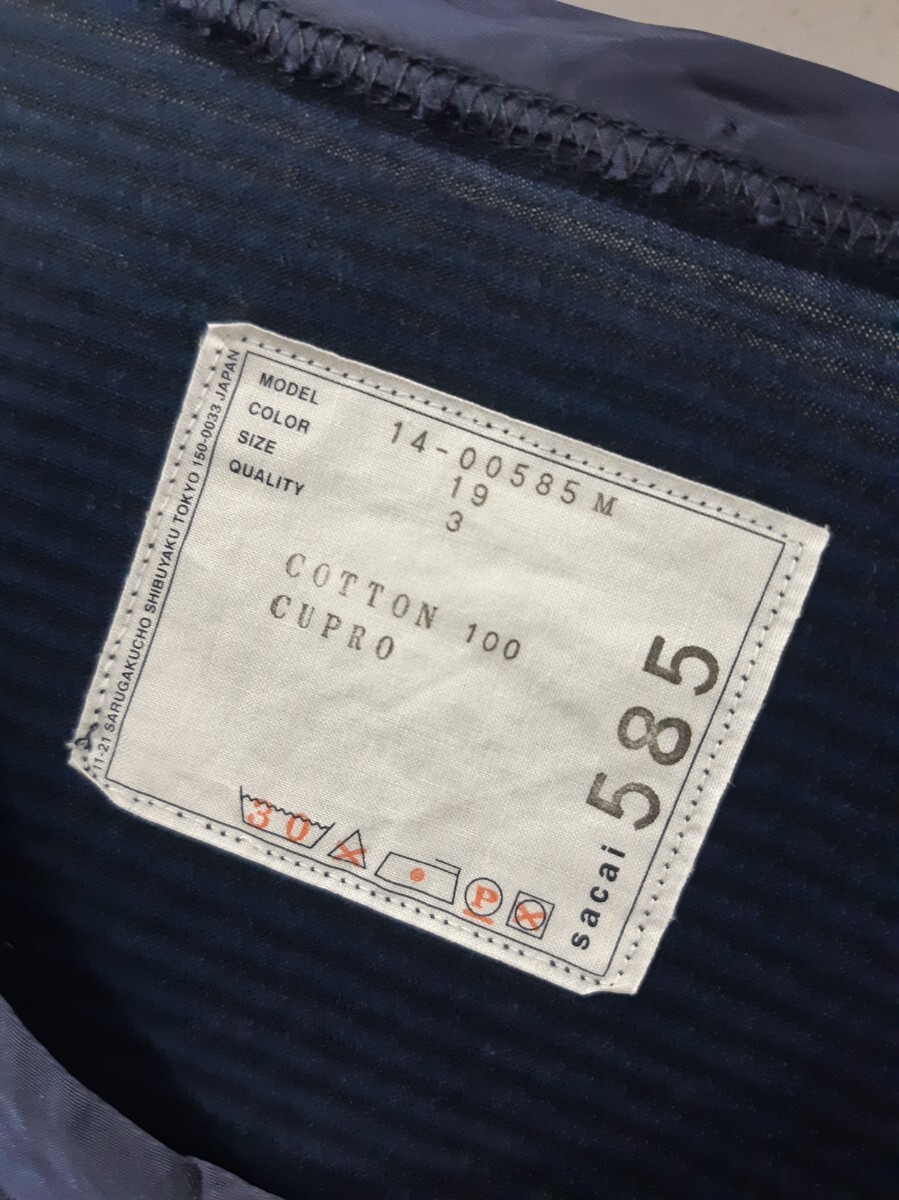 MODEL 14-00585 M
COLOR 19
SIZE 3
QUALITY
COTTON 100
CUPRO
30
P
sacai 585
11-21 SARUGAKUCHO SHIBUYAKU TOKYO 150-0033 JAPAN